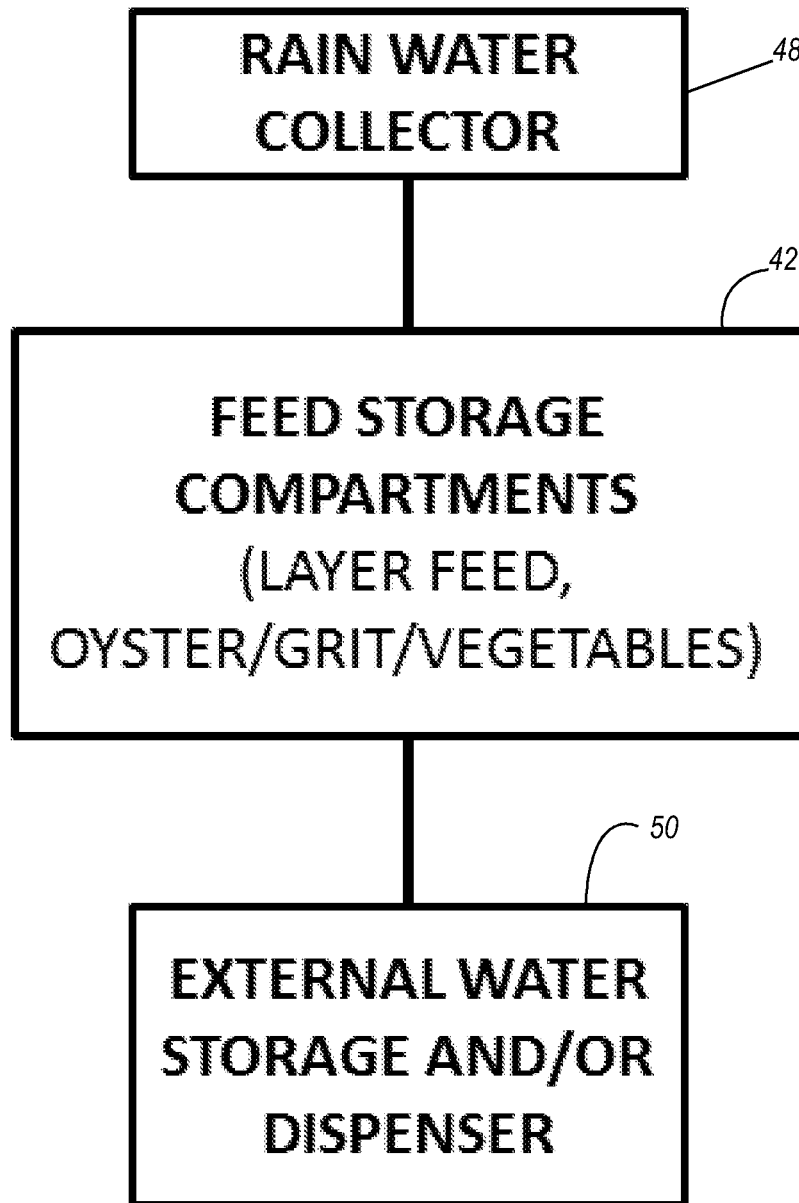 RAIN WATER
COLLECTOR
48
42
FEED STORAGE
COMPARTMENTS
(LAYER FEED,
OYSTER/GRIT/VEGETABLES)
50
EXTERNAL WATER
STORAGE AND/OR
DISPENSER